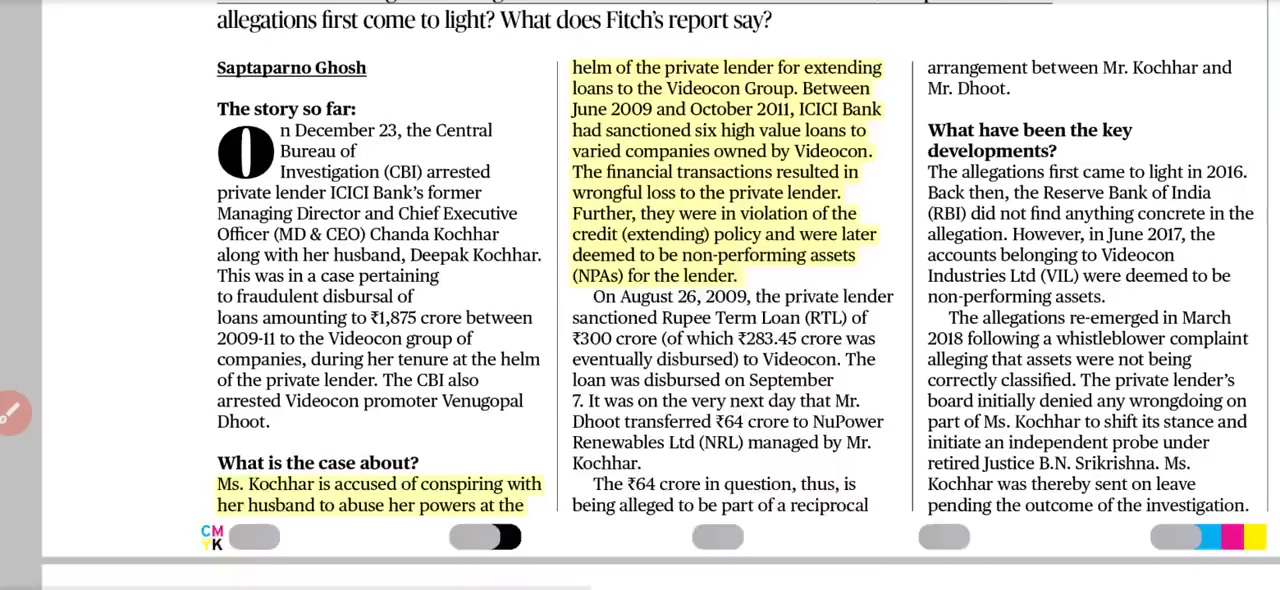 allegations first come to light? What does Fitch's report say?
Saptaparno Ghosh
The story so far:
On December 23, the Central
Bureau of
Investigation (CBI) arrested
private lender ICICI Bank's former
Managing Director and Chief Executive
Officer (MD & CEO) Chanda Kochhar
along with her husband, Deepak Kochhar.
This was in a case pertaining
to fraudulent disbursal of
loans amounting to ₹1,875 crore between
2009-11 to the Videocon group of
companies, during her tenure at the helm
of the private lender. The CBI also
arrested Videocon promoter Venugopal
Dhoot.
What is the case about?
Ms. Kochhar is accused of conspiring with
her husband to abuse her powers at the
helm of the private lender for extending
loans to the Videocon Group. Between
June 2009 and October 2011, ICICI Bank
had sanctioned six high value loans to
varied companies owned by Videocon.
The financial transactions resulted in
wrongful loss to the private lender.
Further, they were in violation of the
credit (extending) policy and were later
deemed to be non-performing assets
(NPAs) for the lender.
On August 26, 2009, the private lender
sanctioned Rupee Term Loan (RTL) of
₹300 crore (of which ₹283.45 crore was
eventually disbursed) to Videocon. The
loan was disbursed on September
7. It was on the very next day that Mr.
Dhoot transferred ₹64 crore to NuPower
Renewables Ltd (NRL) managed by Mr.
Kochhar.
The ₹64 crore in question, thus, is
being alleged to be part of a reciprocal
arrangement between Mr. Kochhar and
Mr. Dhoot.
What have been the key
developments?
The allegations first came to light in 2016.
Back then, the Reserve Bank of India
(RBI) did not find anything concrete in the
allegation. However, in June 2017, the
accounts belonging to Videocon
Industries Ltd (VIL) were deemed to be
non-performing assets.
The allegations re-emerged in March
2018 following a whistleblower complaint
alleging that assets were not being
correctly classified. The private lender's
board initially denied any wrongdoing on
part of Ms. Kochhar to shift its stance and
initiate an independent probe under
retired Justice B.N. Srikrishna. Ms.
Kochhar was thereby sent on leave
pending the outcome of the investigation.
CM
YK